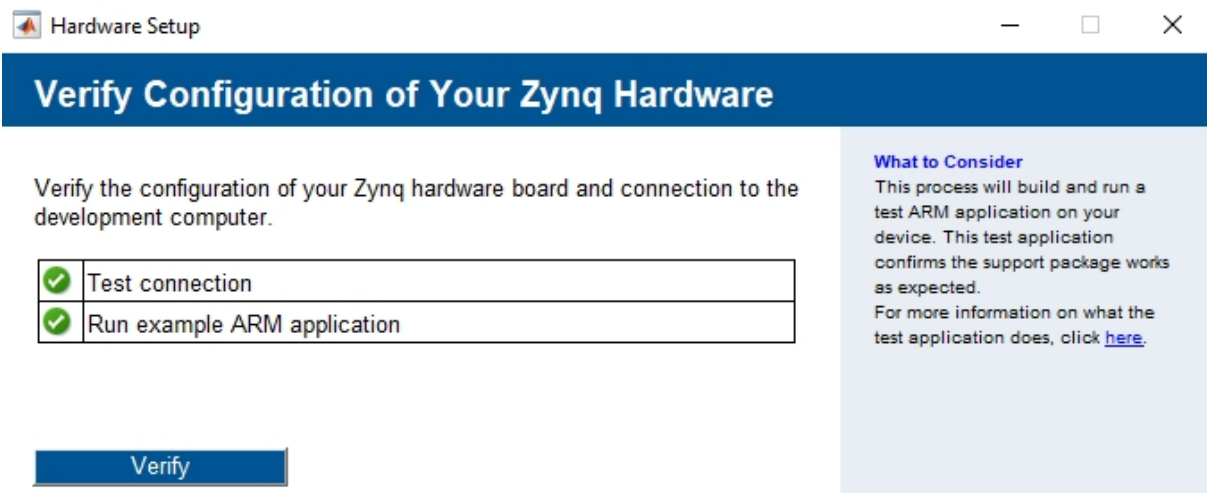 Hardware Setup
Verify Configuration of Your Zynq Hardware
Verify the configuration of your Zynq hardware board and connection to the
development computer.
Test connection
Run example ARM application
Verify
What to Consider
This process will build and run a
test ARM application on your
device. This test application
confirms the support package works
as expected.
For more information on what the
test application does, click here.